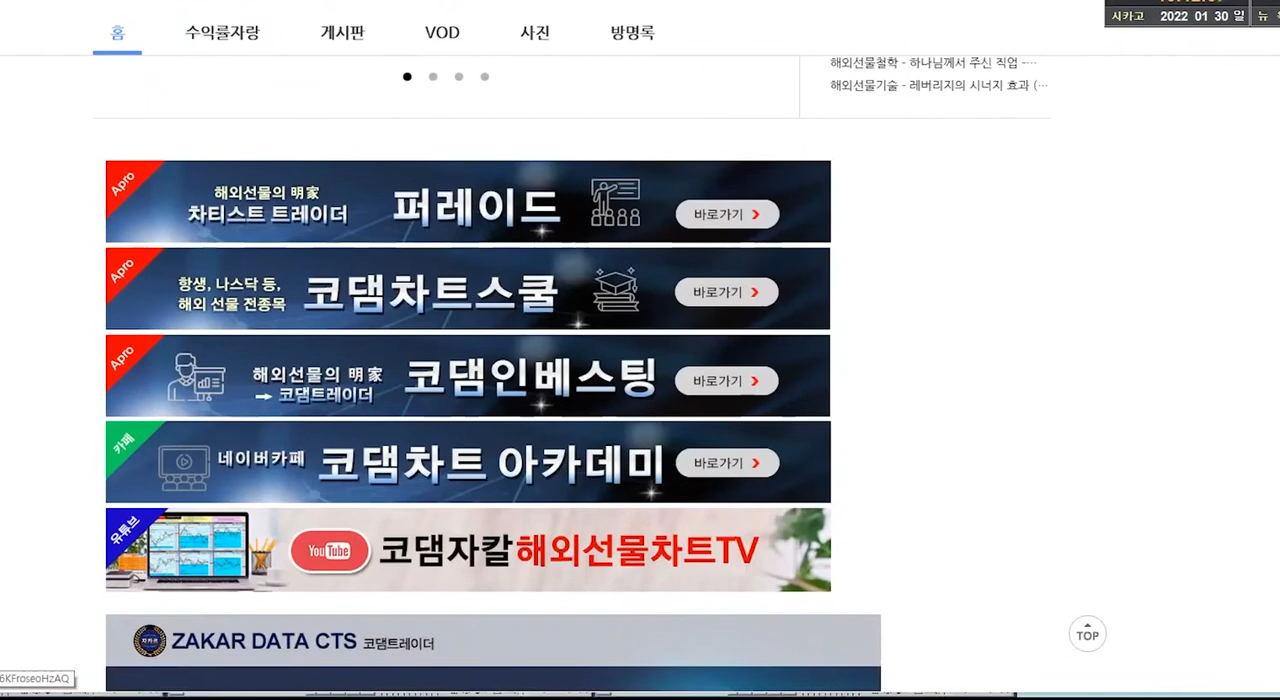 홈 수익률자랑 게시판 VOD 사진 방명록
시카고 2022 01 30 일 뉴
해외선물철학 - 하나님께서 주신 직업 -···
해외선물기술 - 레버리지의 시너지 효과 (···
Apro
해외선물의 明家
차티스트 트레이더
퍼레이드
바로가기
Apro
항생, 나스닥 등,
해외 선물 전종목
코댐차트스쿨
바로가기
Apro
해외선물의 明家
코댐트레이더
코댐인베스팅
바로가기
카페
네이버카페 코댐차트 아카데미
바로가기
유튜브
YouTube 코댐자칼해외선물차트TV
ZAKAR DATA CTS 코댐트레이더
TOP
6KFroseoHzAQ